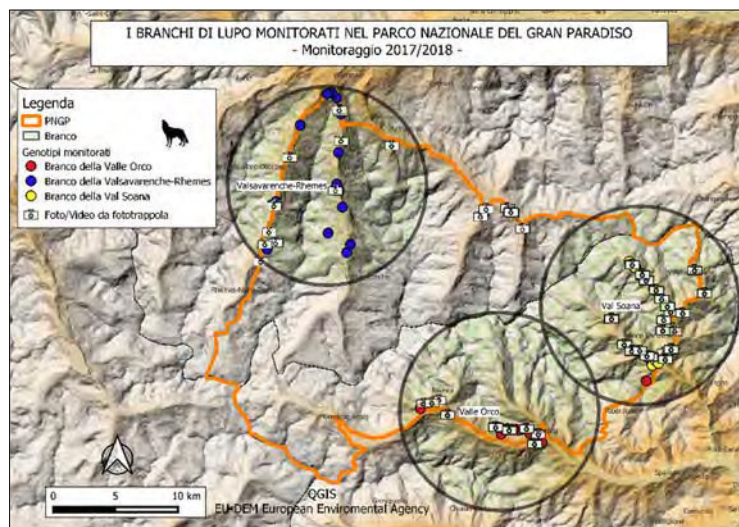 I BRANCHI DI LUPO MONITORATI NEL PARCO NAZIONALE DEL GRAN PARADISO
- Monitoraggio 2017/2018 -
Legenda
PNGP
Branco
Genotipi monitorati
Branco della Valle Orco
Branco della Valsavarenche-Rhemes
Branco della Val Soana
Foto/Video da fototrappola
Valsavarenche-Rhemes
Val Soana
Valle Orco
0 5 10 km
QGIS
EU-DEM European Enviromental Agency